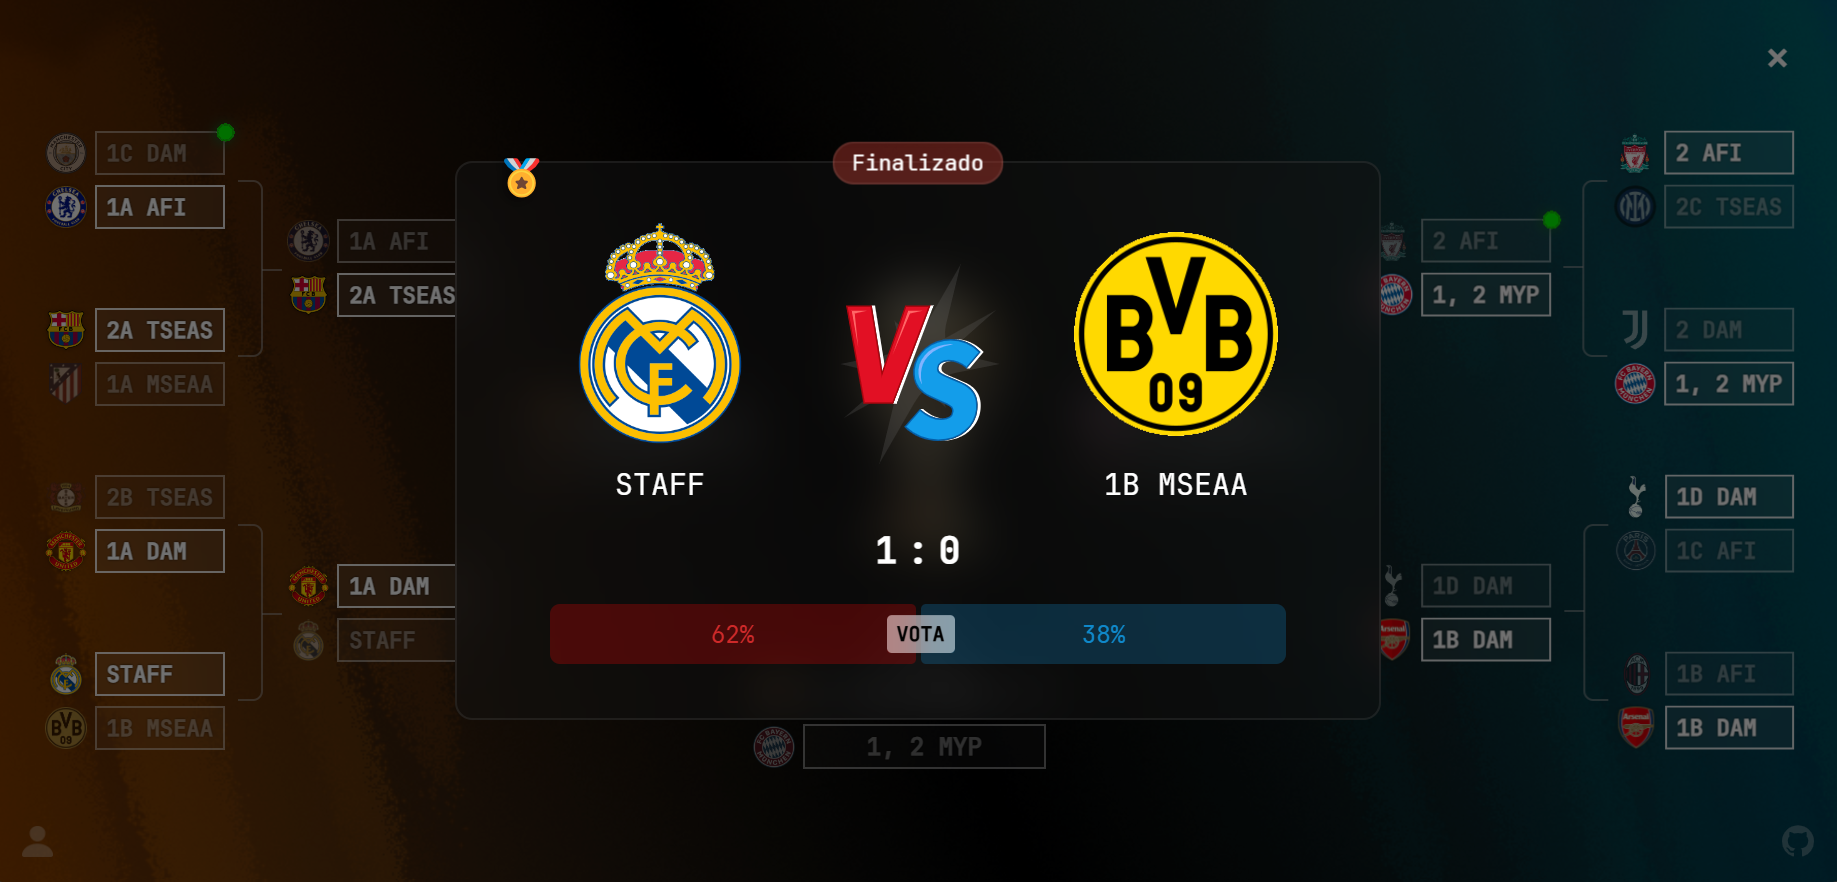 Finalizado
1C DAM
1A AFI
2A TSEAS
1A MSEAA
2B TSEAS
1A DAM
STAFF
1B MSEAA
1A AFI
2A TSEAS
1A DAM
STAFF
VS
BVB
09
STAFF
1B MSEAA
1:0
62%
VOTA
38%
1, 2 MYP
2 AFI
1, 2 MYP
1D DAM
1B DAM
2 AFI
2C TSEAS
2 DAM
1, 2 MYP
1D DAM
1C AFI
1B AFI
1B DAM